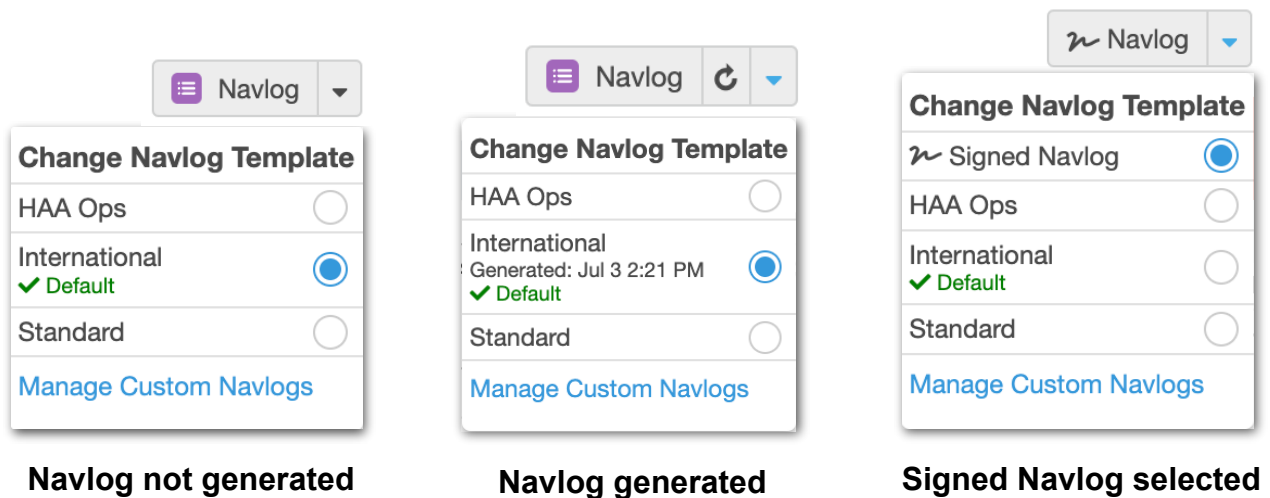 Navlog
Change Navlog Template
HAA Ops
International
Default
Standard
Manage Custom Navlogs
Navlog not generated
Navlog
Change Navlog Template
HAA Ops
International
Generated: Jul 3 2:21 PM
Default
Standard
Manage Custom Navlogs
Navlog generated
Navlog
Change Navlog Template
Signed Navlog
HAA Ops
International
Default
Standard
Manage Custom Navlogs
Signed Navlog selected